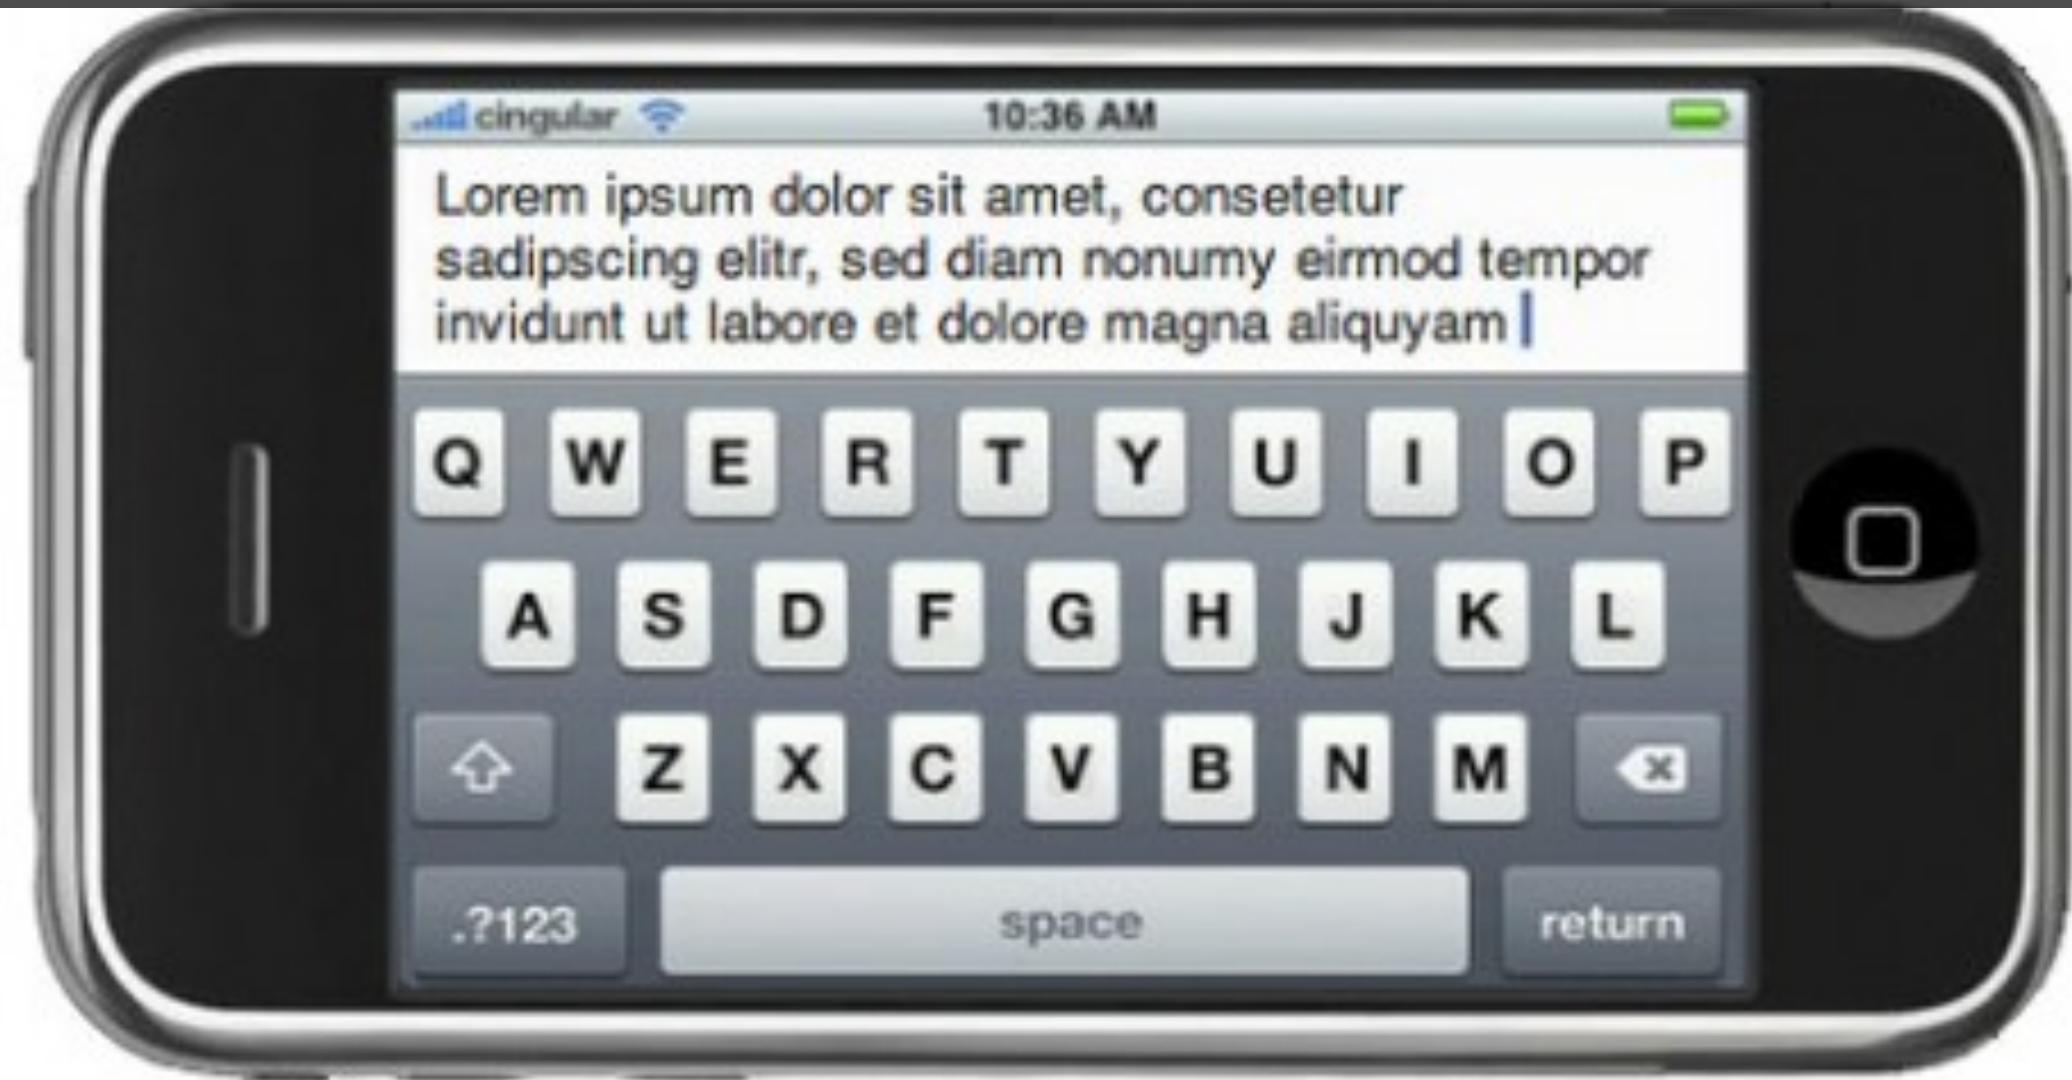 cingular 10:36 AM
Lorem ipsum dolor sit amet, consetetur
sadipscing elitr, sed diam nonumy eirmod tempor
invidunt ut labore et dolore magna aliquyam
Q W E R T Y U I O P
A S D F G H J K L
Z X C V B N M
.?123 space return